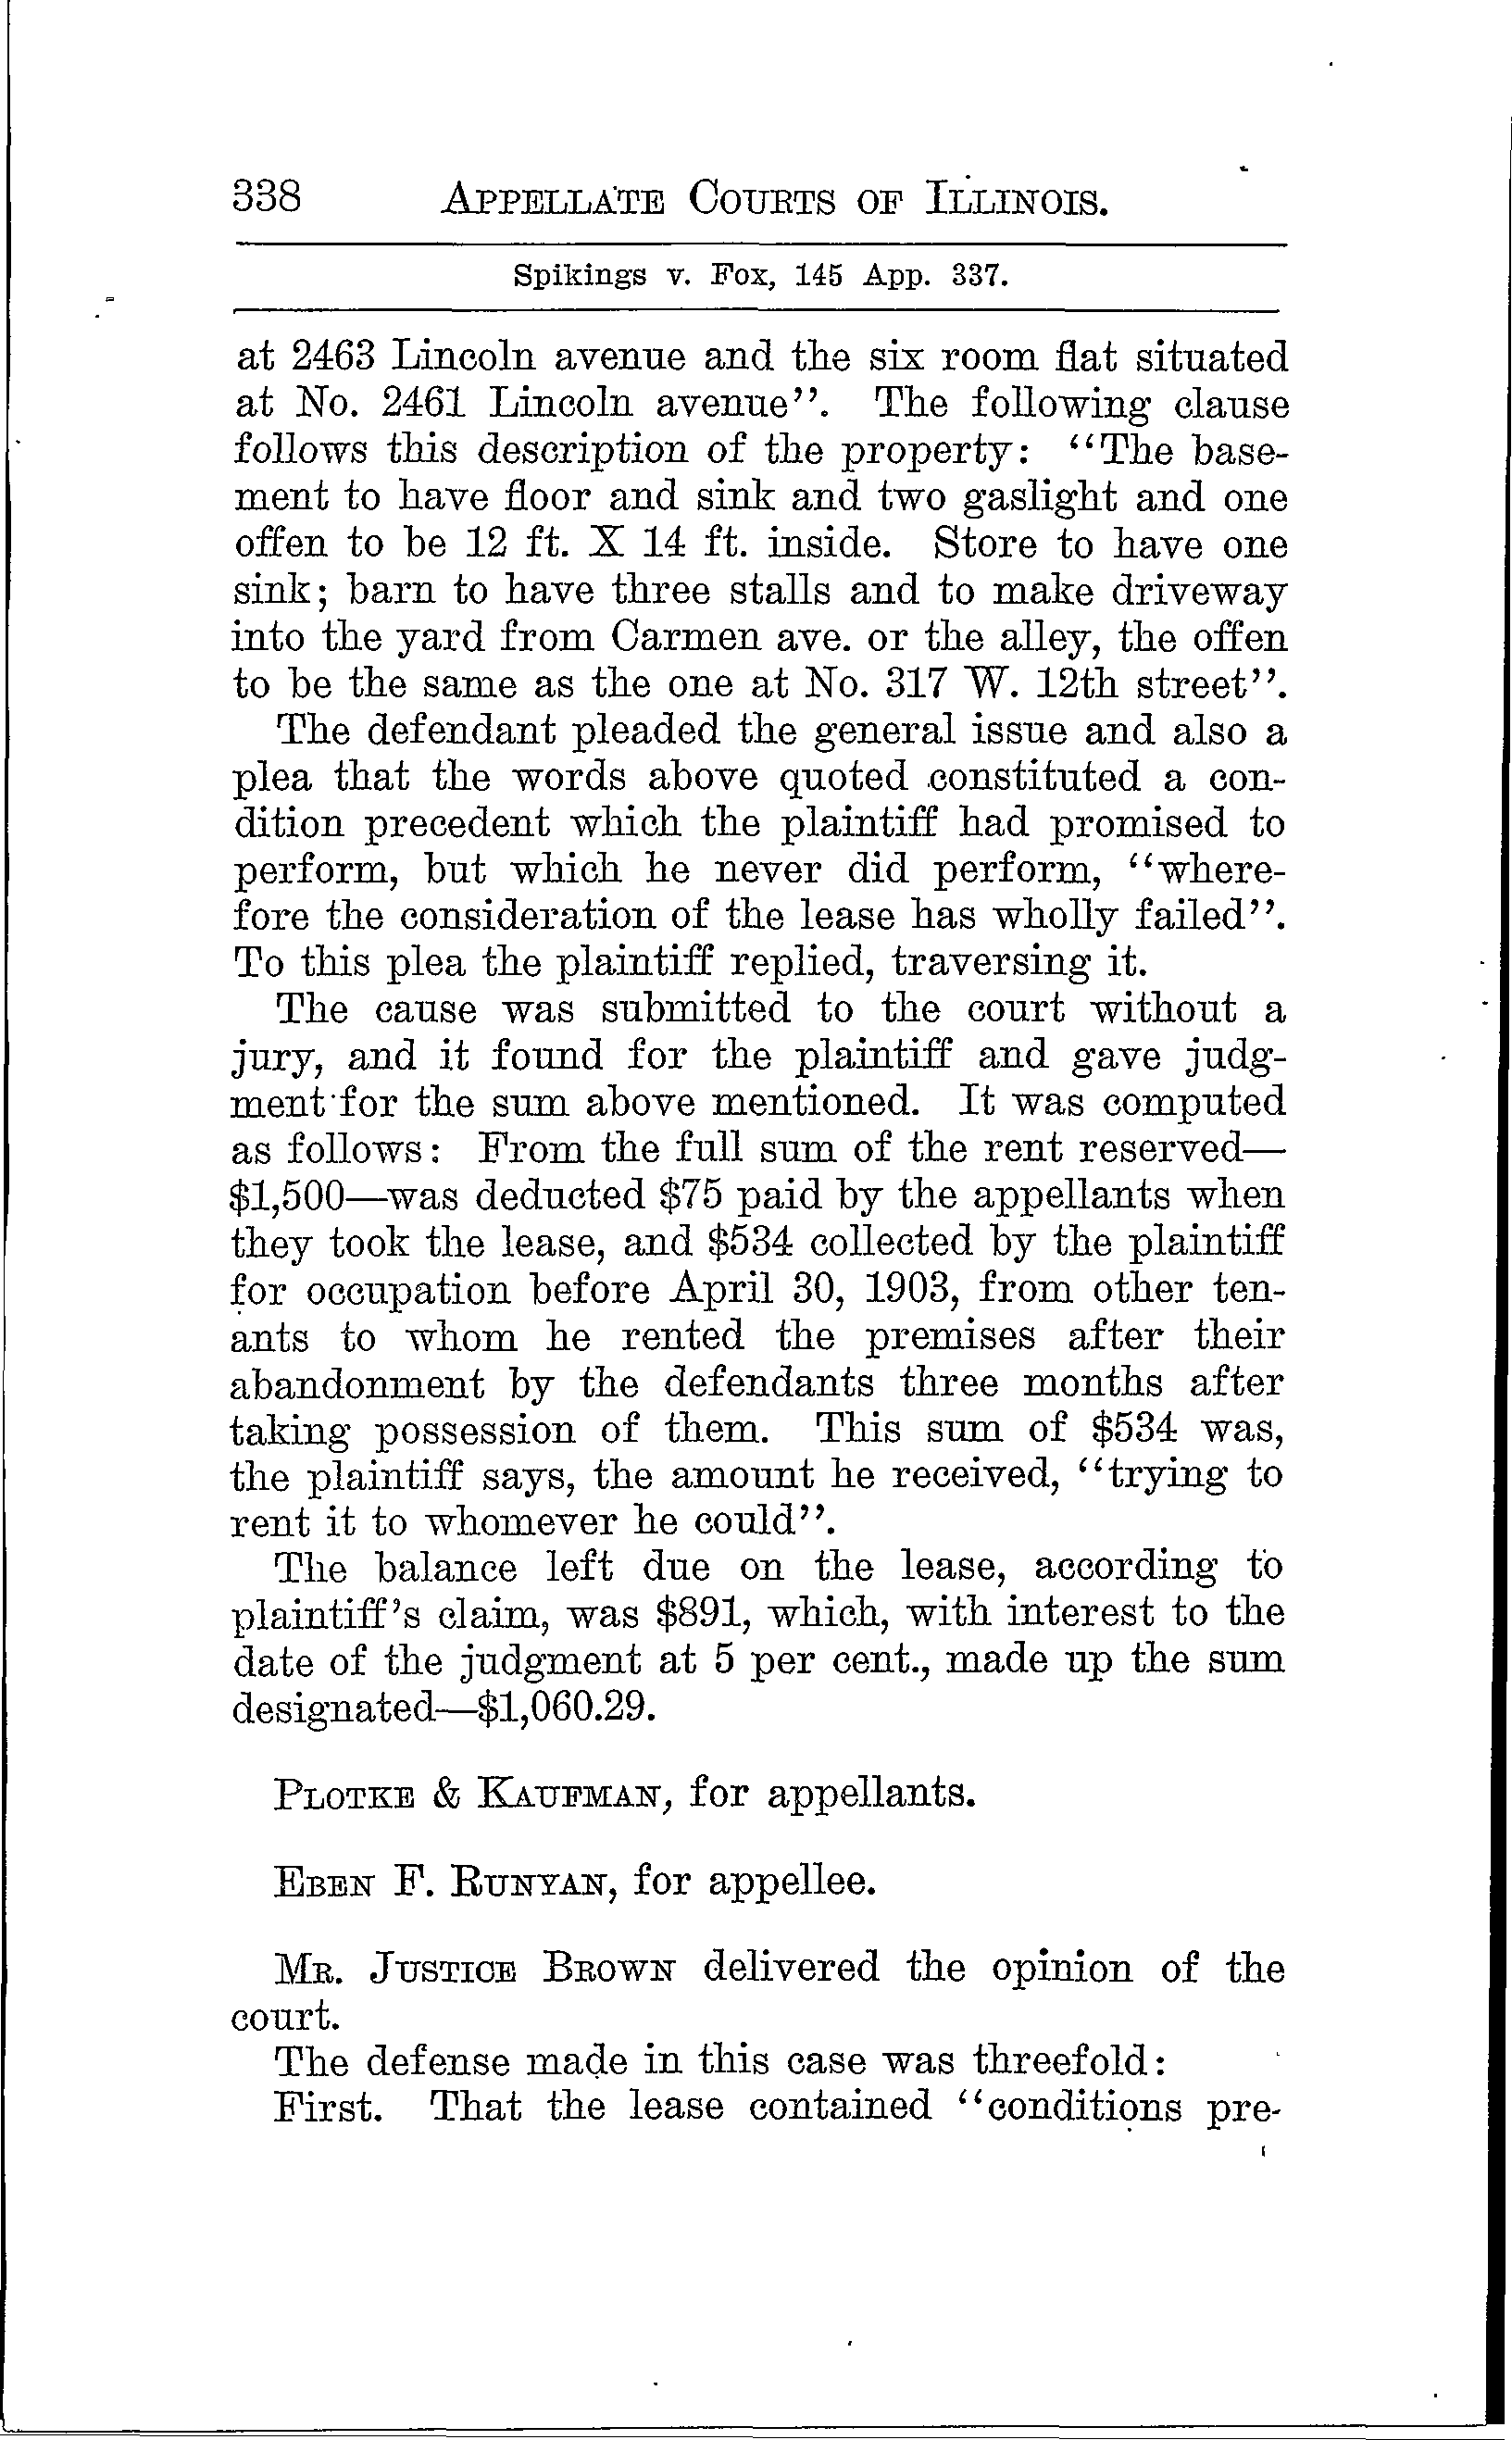 338 APPELLATE COURTS OF ILLINOIS.
Spikings v. Fox, 145 App. 337.
at 2463 Lincoln avenue and the six room flat situated
at No. 2461 Lincoln avenue”. The following clause
follows this description of the property: “The base-
ment to have floor and sink and two gaslight and one
offen to be 12 ft. X 14 ft. inside. Store to have one
sink; barn to have three stalls and to make driveway
into the yard from Carmen ave. or the alley, the offen
to be the same as the one at No. 317 W. 12th street”.
The defendant pleaded the general issue and also a
plea that the words above quoted constituted a con-
dition precedent which the plaintiff had promised to
perform, but which he never did perform, “where-
fore the consideration of the lease has wholly failed”.
To this plea the plaintiff replied, traversing it.
The cause was submitted to the court without a
jury, and it found for the plaintiff and gave judg-
ment for the sum above mentioned. It was computed
as follows: From the full sum of the rent reserved—
$1,500—was deducted $75 paid by the appellants when
they took the lease, and $534 collected by the plaintiff
for occupation before April 30, 1903, from other ten-
ants to whom he rented the premises after their
abandonment by the defendants three months after
taking possession of them. This sum of $534 was,
the plaintiff says, the amount he received, “trying to
rent it to whomever he could”.
The balance left due on the lease, according to
plaintiff’s claim, was $891, which, with interest to the
date of the judgment at 5 per cent., made up the sum
designated—$1,060.29.
PLOTKE & KAUFMAN, for appellants.
EBEN F. RUNYAN, for appellee.
MR. JUSTICE BROWN delivered the opinion of the
court.
The defense made in this case was threefold:
First. That the lease contained “conditions pre-